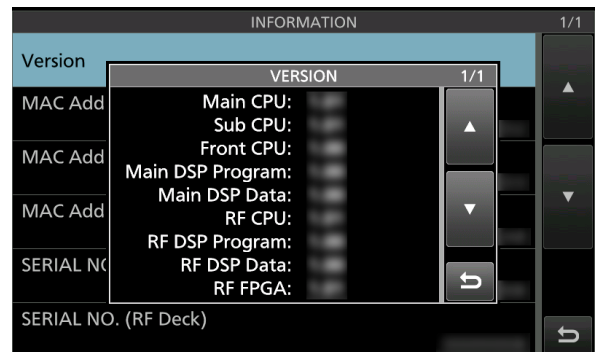 INFORMATION 1/1
Version
VERSION 1/1
Main CPU:
Sub CPU:
Front CPU:
Main DSP Program:
Main DSP Data:
RF CPU:
RF DSP Program:
RF DSP Data:
RF FPGA:
MAC Add
MAC Add
MAC Add
SERIAL NO
SERIAL NO. (RF Deck)